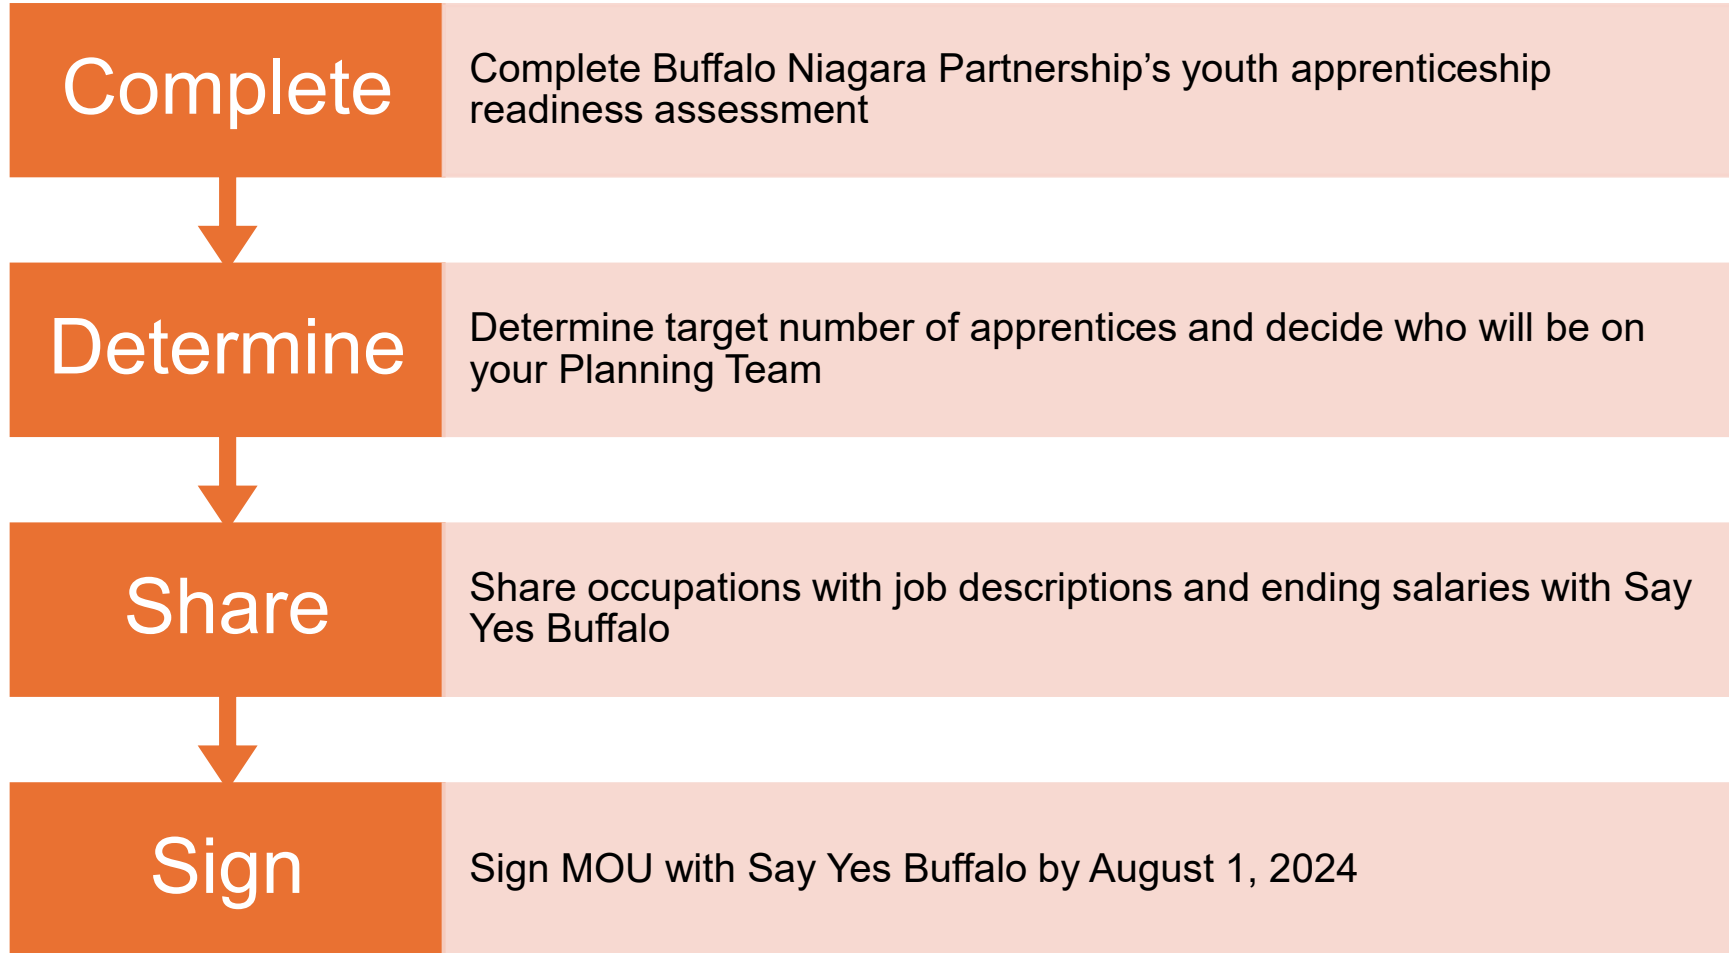 Complete
Complete Buffalo Niagara Partnership’s youth apprenticeship
readiness assessment
Determine
Determine target number of apprentices and decide who will be on
your Planning Team
Share
Share occupations with job descriptions and ending salaries with Say
Yes Buffalo
Sign
Sign MOU with Say Yes Buffalo by August 1, 2024